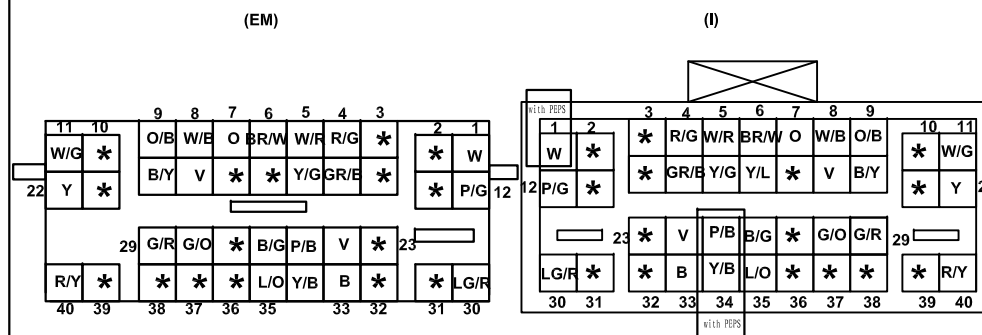 (EM)
(I)
with PEPS
11 10 9 8 7 6 5 4 3 2 1
W/G * O/B W/B O BR/W W/R R/G * * W
22 Y * B/Y V * * Y/G GR/B * * P/G 12
29 G/R G/O * B/G P/B V * 23
R/Y * * * * L/O Y/B B * * LG/R
40 39 38 37 36 35 33 32 31 30
1 2 3 4 5 6 7 8 9 10 11
W * * R/G W/R BR/W O W/B O/B * W/G
12 P/G * * GR/B Y/G Y/L * V B/Y * Y 2
23 * V P/B B/G * G/O G/R 29
LG/R * * B Y/B L/O * * * * R/Y
30 31 32 33 34 35 36 37 38 39 40
with PEPS